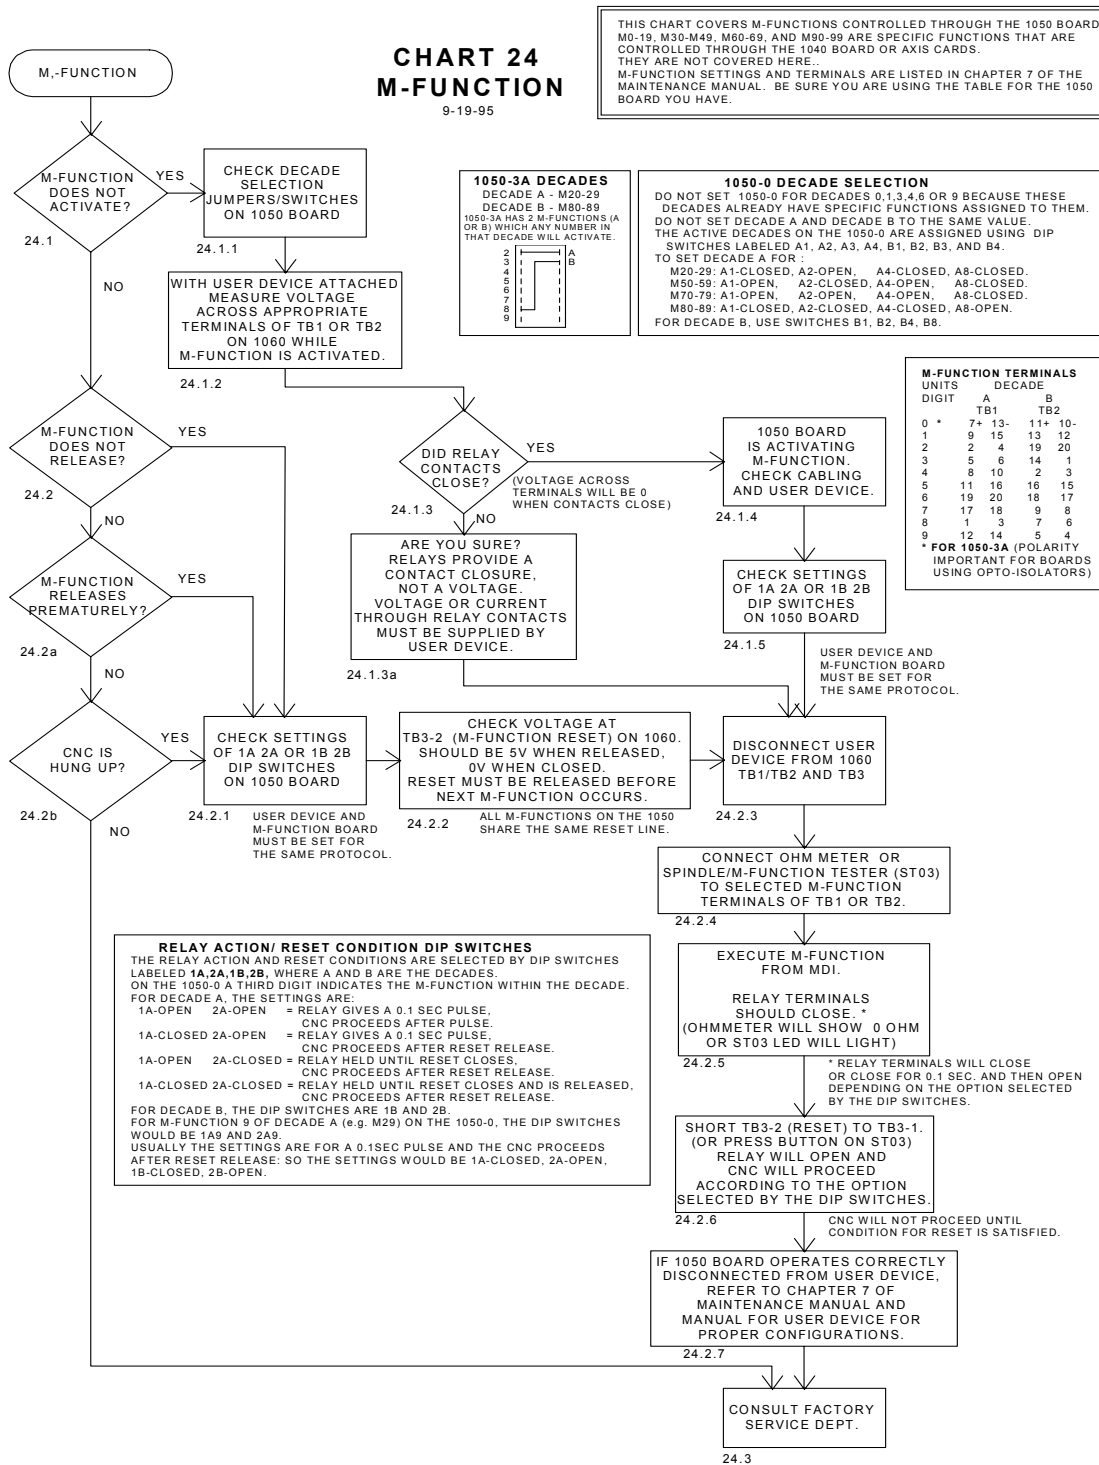 THIS CHART COVERS M-FUNCTIONS CONTROLLED THROUGH THE 1050 BOARD
M0-19, M30-M49, M60-69, AND M90-99 ARE SPECIFIC FUNCTIONS THAT ARE
CONTROLLED THROUGH THE 1040 BOARD OR AXIS CARDS.
THEY ARE NOT COVERED HERE..
M-FUNCTION SETTINGS AND TERMINALS ARE LISTED IN CHAPTER 7 OF THE
MAINTENANCE MANUAL. BE SURE YOU ARE USING THE TABLE FOR THE 1050
BOARD YOU HAVE.
CHART 24
M-FUNCTION
9-19-95
M,-FUNCTION
M-FUNCTION
DOES NOT
ACTIVATE?
YES
24.1
NO
CHECK DECADE
SELECTION
JUMPERS/SWITCHES
ON 1050 BOARD
24.1.1
WITH USER DEVICE ATTACHED
MEASURE VOLTAGE
ACROSS APPROPRIATE
TERMINALS OF TB1 OR TB2
ON 1060 WHILE
M-FUNCTION IS ACTIVATED.
24.1.2
1050-3A DECADES
DECADE A - M20-29
DECADE B - M80-89
1050-3A HAS 2 M-FUNCTIONS (A
OR B) WHICH ANY NUMBER IN
THAT DECADE WILL ACTIVATE.
2 A
3 B
4
5
6
7
8
9
1050-0 DECADE SELECTION
DO NOT SET 1050-0 FOR DECADES 0,1,3,4,6 OR 9 BECAUSE THESE
DECADES ALREADY HAVE SPECIFIC FUNCTIONS ASSIGNED TO THEM.
DO NOT SET DECADE A AND DECADE B TO THE SAME VALUE.
THE ACTIVE DECADES ON THE 1050-0 ARE ASSIGNED USING DIP
SWITCHES LABELED A1, A2, A3, A4, B1, B2, B3, AND B4.
TO SET DECADE A FOR :
M20-29: A1-CLOSED, A2-OPEN, A4-CLOSED, A8-CLOSED.
M50-59: A1-OPEN, A2-CLOSED, A4-OPEN, A8-CLOSED.
M70-79: A1-OPEN, A2-OPEN, A4-OPEN, A8-CLOSED.
M80-89: A1-CLOSED, A2-CLOSED, A4-CLOSED, A8-OPEN.
FOR DECADE B, USE SWITCHES B1, B2, B4, B8.
M-FUNCTION TERMINALS
UNITS DECADE
DIGIT A B
TB1 TB2
0 * 7+ 13- 11+ 10-
1 9 15 13 12
2 2 4 19 20
3 5 6 14 1
4 8 10 2 3
5 11 16 16 15
6 19 20 18 17
7 17 18 9 8
8 1 3 7 6
9 12 14 5 4
* FOR 1050-3A (POLARITY
IMPORTANT FOR BOARDS
USING OPTO-ISOLATORS)
M-FUNCTION
DOES NOT
RELEASE?
YES
24.2
NO
DID RELAY
CONTACTS
CLOSE?
YES
(VOLTAGE ACROSS
TERMINALS WILL BE 0
WHEN CONTACTS CLOSE)
24.1.3
NO
1050 BOARD
IS ACTIVATING
M-FUNCTION.
CHECK CABLING
AND USER DEVICE.
24.1.4
ARE YOU SURE?
RELAYS PROVIDE A
CONTACT CLOSURE,
NOT A VOLTAGE.
VOLTAGE OR CURRENT
THROUGH RELAY CONTACTS
MUST BE SUPPLIED BY
USER DEVICE.
24.1.3a
CHECK SETTINGS
OF 1A 2A OR 1B 2B
DIP SWITCHES
ON 1050 BOARD
24.1.5
USER DEVICE AND
M-FUNCTION BOARD
MUST BE SET FOR
THE SAME PROTOCOL.
M-FUNCTION
RELEASES
PREMATURELY?
YES
24.2a
NO
CNC IS
HUNG UP?
YES
24.2b
NO
CHECK SETTINGS
OF 1A 2A OR 1B 2B
DIP SWITCHES
ON 1050 BOARD
24.2.1
USER DEVICE AND
M-FUNCTION BOARD
MUST BE SET FOR
THE SAME PROTOCOL.
CHECK VOLTAGE AT
TB3-2 (M-FUNCTION RESET) ON 1060.
SHOULD BE 5V WHEN RELEASED,
0V WHEN CLOSED.
RESET MUST BE RELEASED BEFORE
NEXT M-FUNCTION OCCURS.
24.2.2
ALL M-FUNCTIONS ON THE 1050
SHARE THE SAME RESET LINE.
DISCONNECT USER
DEVICE FROM 1060
TB1/TB2 AND TB3
24.2.3
CONNECT OHM METER OR
SPINDLE/M-FUNCTION TESTER (ST03)
TO SELECTED M-FUNCTION
TERMINALS OF TB1 OR TB2.
24.2.4
EXECUTE M-FUNCTION
FROM MDI.
RELAY TERMINALS
SHOULD CLOSE. *
(OHMMETER WILL SHOW 0 OHM
OR ST03 LED WILL LIGHT)
24.2.5
* RELAY TERMINALS WILL CLOSE
OR CLOSE FOR 0.1 SEC. AND THEN OPEN
DEPENDING ON THE OPTION SELECTED
BY THE DIP SWITCHES.
RELAY ACTION/ RESET CONDITION DIP SWITCHES
THE RELAY ACTION AND RESET CONDITIONS ARE SELECTED BY DIP SWITCHES
LABELED 1A,2A,1B,2B, WHERE A AND B ARE THE DECADES.
ON THE 1050-0 A THIRD DIGIT INDICATES THE M-FUNCTION WITHIN THE DECADE.
FOR DECADE A, THE SETTINGS ARE:
1A-OPEN 2A-OPEN = RELAY GIVES A 0.1 SEC PULSE,
CNC PROCEEDS AFTER PULSE.
1A-CLOSED 2A-OPEN = RELAY GIVES A 0.1 SEC PULSE,
CNC PROCEEDS AFTER RESET RELEASE.
1A-OPEN 2A-CLOSED = RELAY HELD UNTIL RESET CLOSES,
CNC PROCEEDS AFTER RESET RELEASE.
1A-CLOSED 2A-CLOSED = RELAY HELD UNTIL RESET CLOSES AND IS RELEASED,
CNC PROCEEDS AFTER RESET RELEASE.
FOR DECADE B, THE DIP SWITCHES ARE 1B AND 2B.
FOR M-FUNCTION 9 OF DECADE A (e.g. M29) ON THE 1050-0, THE DIP SWITCHES
WOULD BE 1A9 AND 2A9.
USUALLY THE SETTINGS ARE FOR A 0.1SEC PULSE AND THE CNC PROCEEDS
AFTER RESET RELEASE: SO THE SETTINGS WOULD BE 1A-CLOSED, 2A-OPEN,
1B-CLOSED, 2B-OPEN.
SHORT TB3-2 (RESET) TO TB3-1.
(OR PRESS BUTTON ON ST03)
RELAY WILL OPEN AND
CNC WILL PROCEED
ACCORDING TO THE OPTION
SELECTED BY THE DIP SWITCHES.
24.2.6
CNC WILL NOT PROCEED UNTIL
CONDITION FOR RESET IS SATISFIED.
IF 1050 BOARD OPERATES CORRECTLY
DISCONNECTED FROM USER DEVICE,
REFER TO CHAPTER 7 OF
MAINTENANCE MANUAL AND
MANUAL FOR USER DEVICE FOR
PROPER CONFIGURATIONS.
24.2.7
CONSULT FACTORY
SERVICE DEPT.
24.3